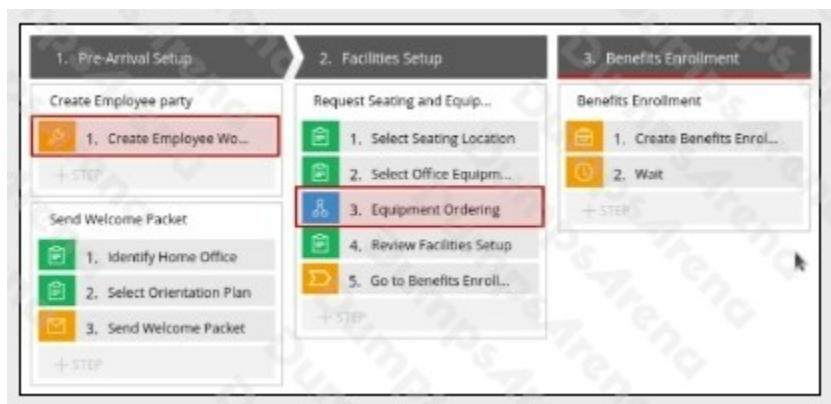 1. Pre-Arrival Setup
2. Facilities Setup
3. Benefits Enrollment
Create Employee party
1. Create Employee Wo...
+ STEP
Send Welcome Packet
1. Identify Home Office
2. Select Orientation Plan
3. Send Welcome Packet
+ STEP
Request Seating and Equip...
1. Select Seating Location
2. Select Office Equipm...
3. Equipment Ordering
4. Review Facilities Setup
5. Go to Benefits Enroll...
+ STEP
Benefits Enrollment
1. Create Benefits Enrol...
2. Wait
+ STEP
DumpsArena